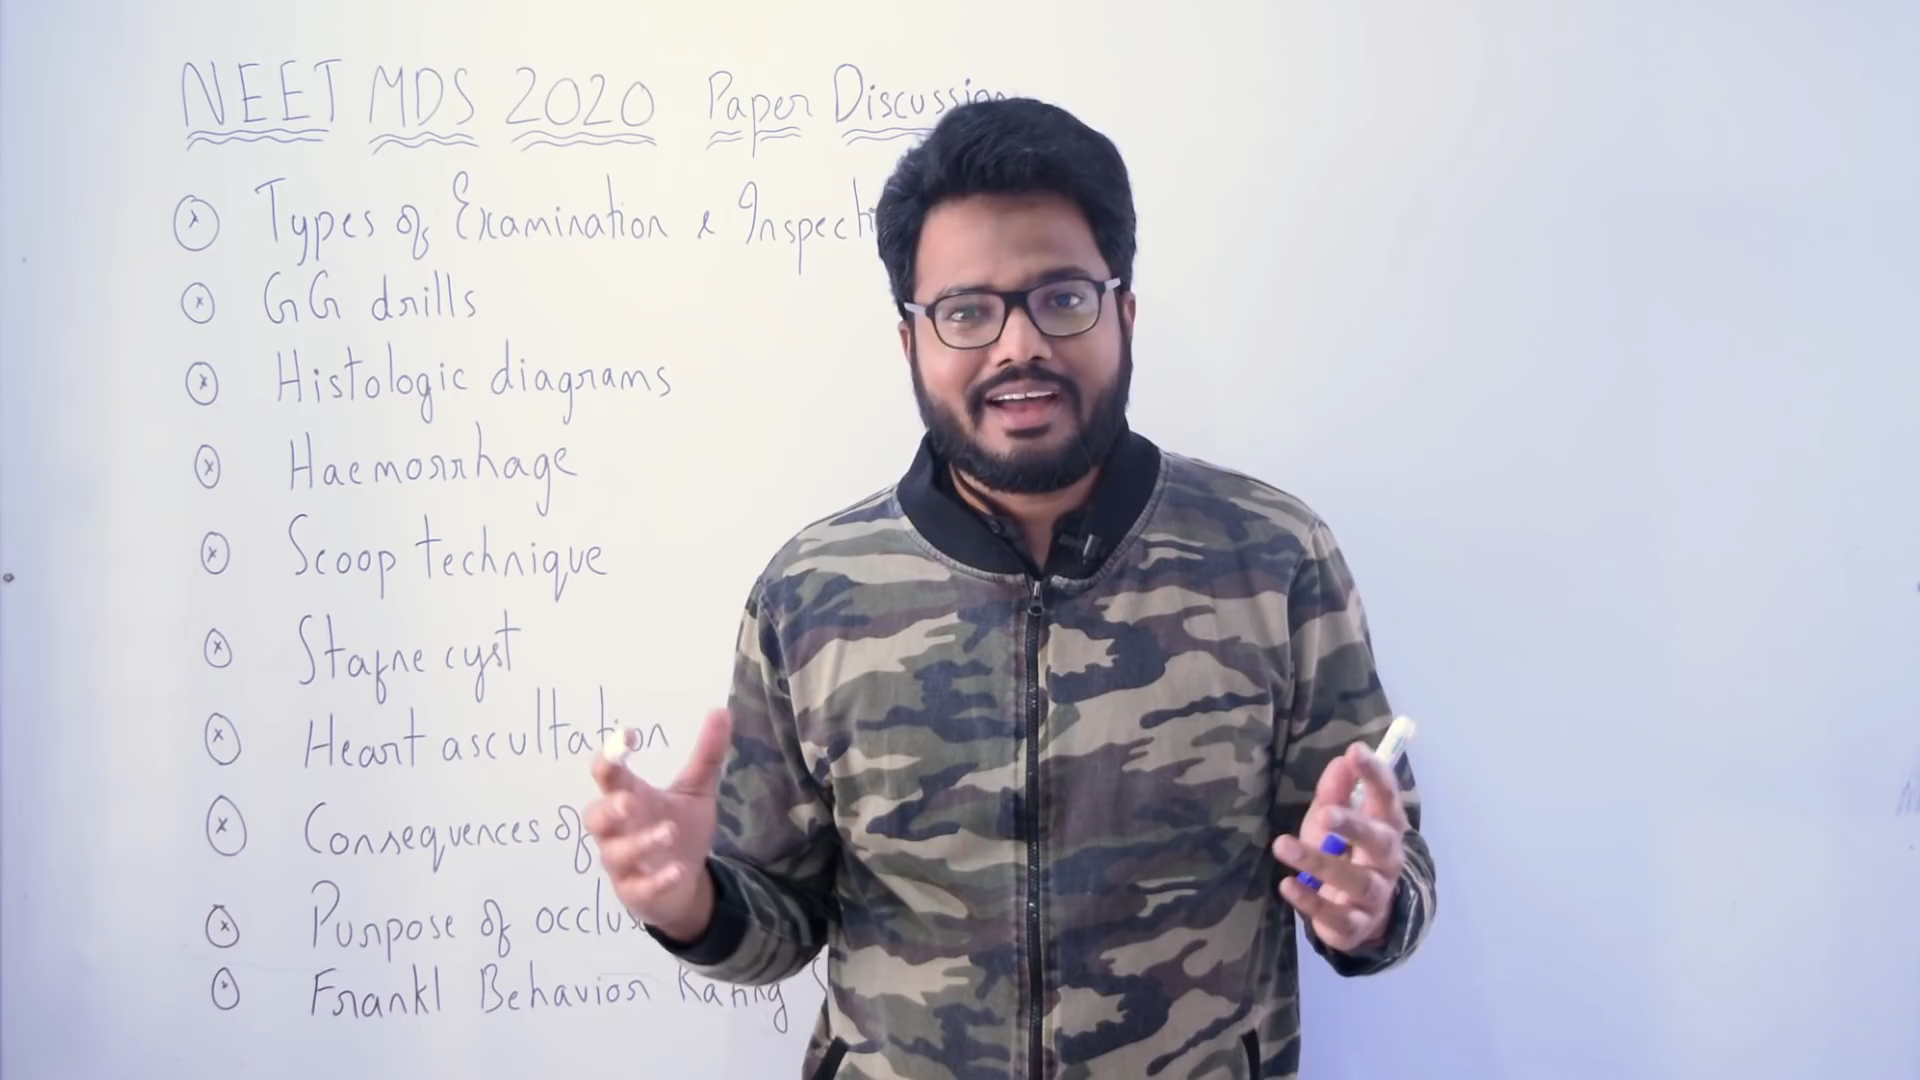 NEET MDS 2020 Paper Discussion
Types of Examination & Inspecti
GG drills
Histologic diagrams
Haemorrhage
Scoop technique
Stafne cyst
Heart ascultation
Consequences of
Purpose of occlus
Frankl Behavior Rating S